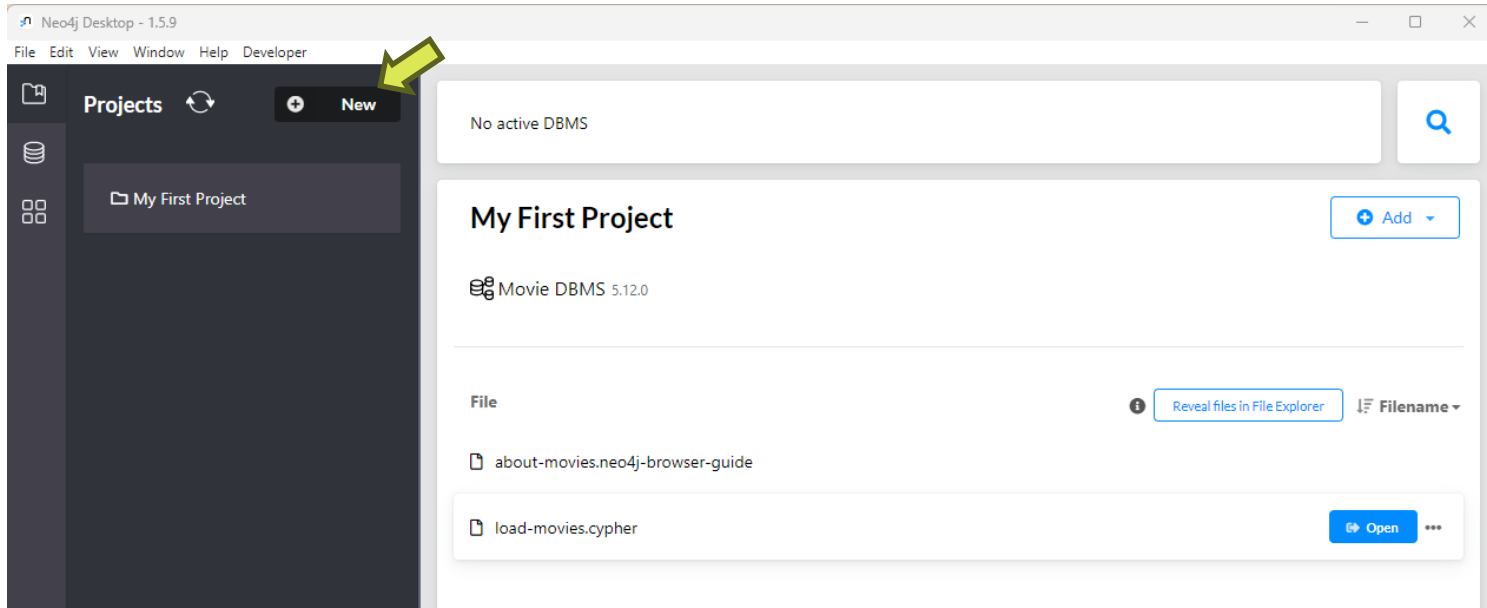 Neo4j Desktop - 1.5.9
File Edit View Window Help Developer
Projects
New
My First Project
No active DBMS
My First Project
Add
Movie DBMS 5.12.0
File
Reveal files in File Explorer
Filename
about-movies.neo4j-browser-guide
load-movies.cypher
Open